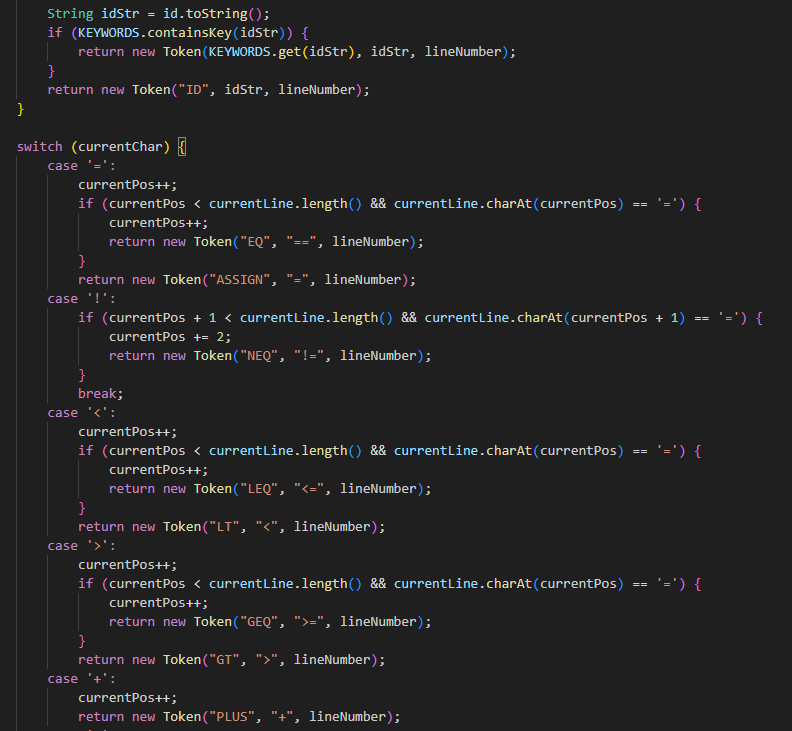 String idStr = id.toString();
if (KEYWORDS.containsKey(idStr)) {
return new Token(KEYWORDS.get(idStr), idStr, lineNumber);
}
return new Token("ID", idStr, lineNumber);
}
switch (currentChar) {
case '=':
currentPos++;
if (currentPos < currentLine.length() && currentLine.charAt(currentPos) == '=') {
currentPos++;
return new Token("EQ", "==", lineNumber);
}
return new Token("ASSIGN", "=", lineNumber);
case '!':
if (currentPos + 1 < currentLine.length() && currentLine.charAt(currentPos + 1) == '=') {
currentPos += 2;
return new Token("NEQ", "!=", lineNumber);
}
break;
case '<':
currentPos++;
if (currentPos < currentLine.length() && currentLine.charAt(currentPos) == '=') {
currentPos++;
return new Token("LEQ", "<=", lineNumber);
}
return new Token("LT", "<", lineNumber);
case '>':
currentPos++;
if (currentPos < currentLine.length() && currentLine.charAt(currentPos) == '=') {
currentPos++;
return new Token("GEQ", ">=", lineNumber);
}
return new Token("GT", ">", lineNumber);
case '+':
currentPos++;
return new Token("PLUS", "+", lineNumber);